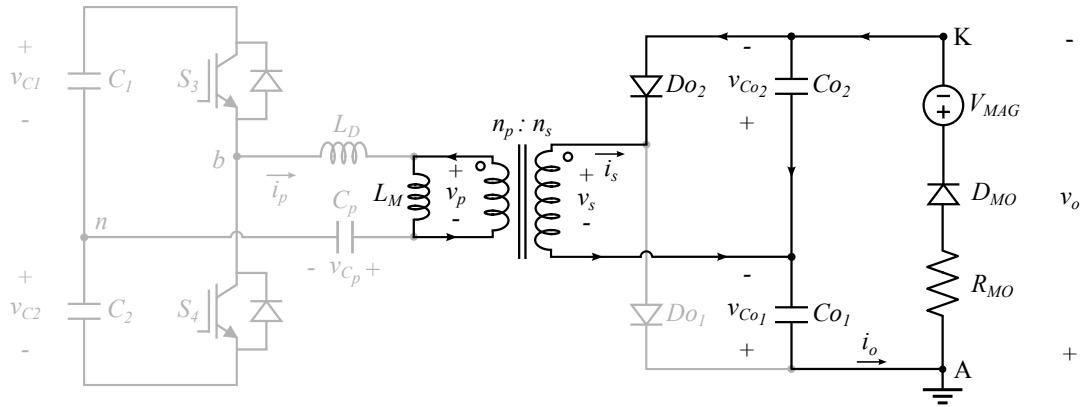 + - K -
v_C1 C_1 S_3 Do_2 v_Co2 Co_2 V_MAG
- +
n_p : n_s
b L_D i_s
i_p L_M + v_p - + v_s - D_MO v_o
n C_p
- v_Cp + -
+ R_MO
v_C2 C_2 S_4 Do_1 v_Co1 Co_1
- + i_o +
A